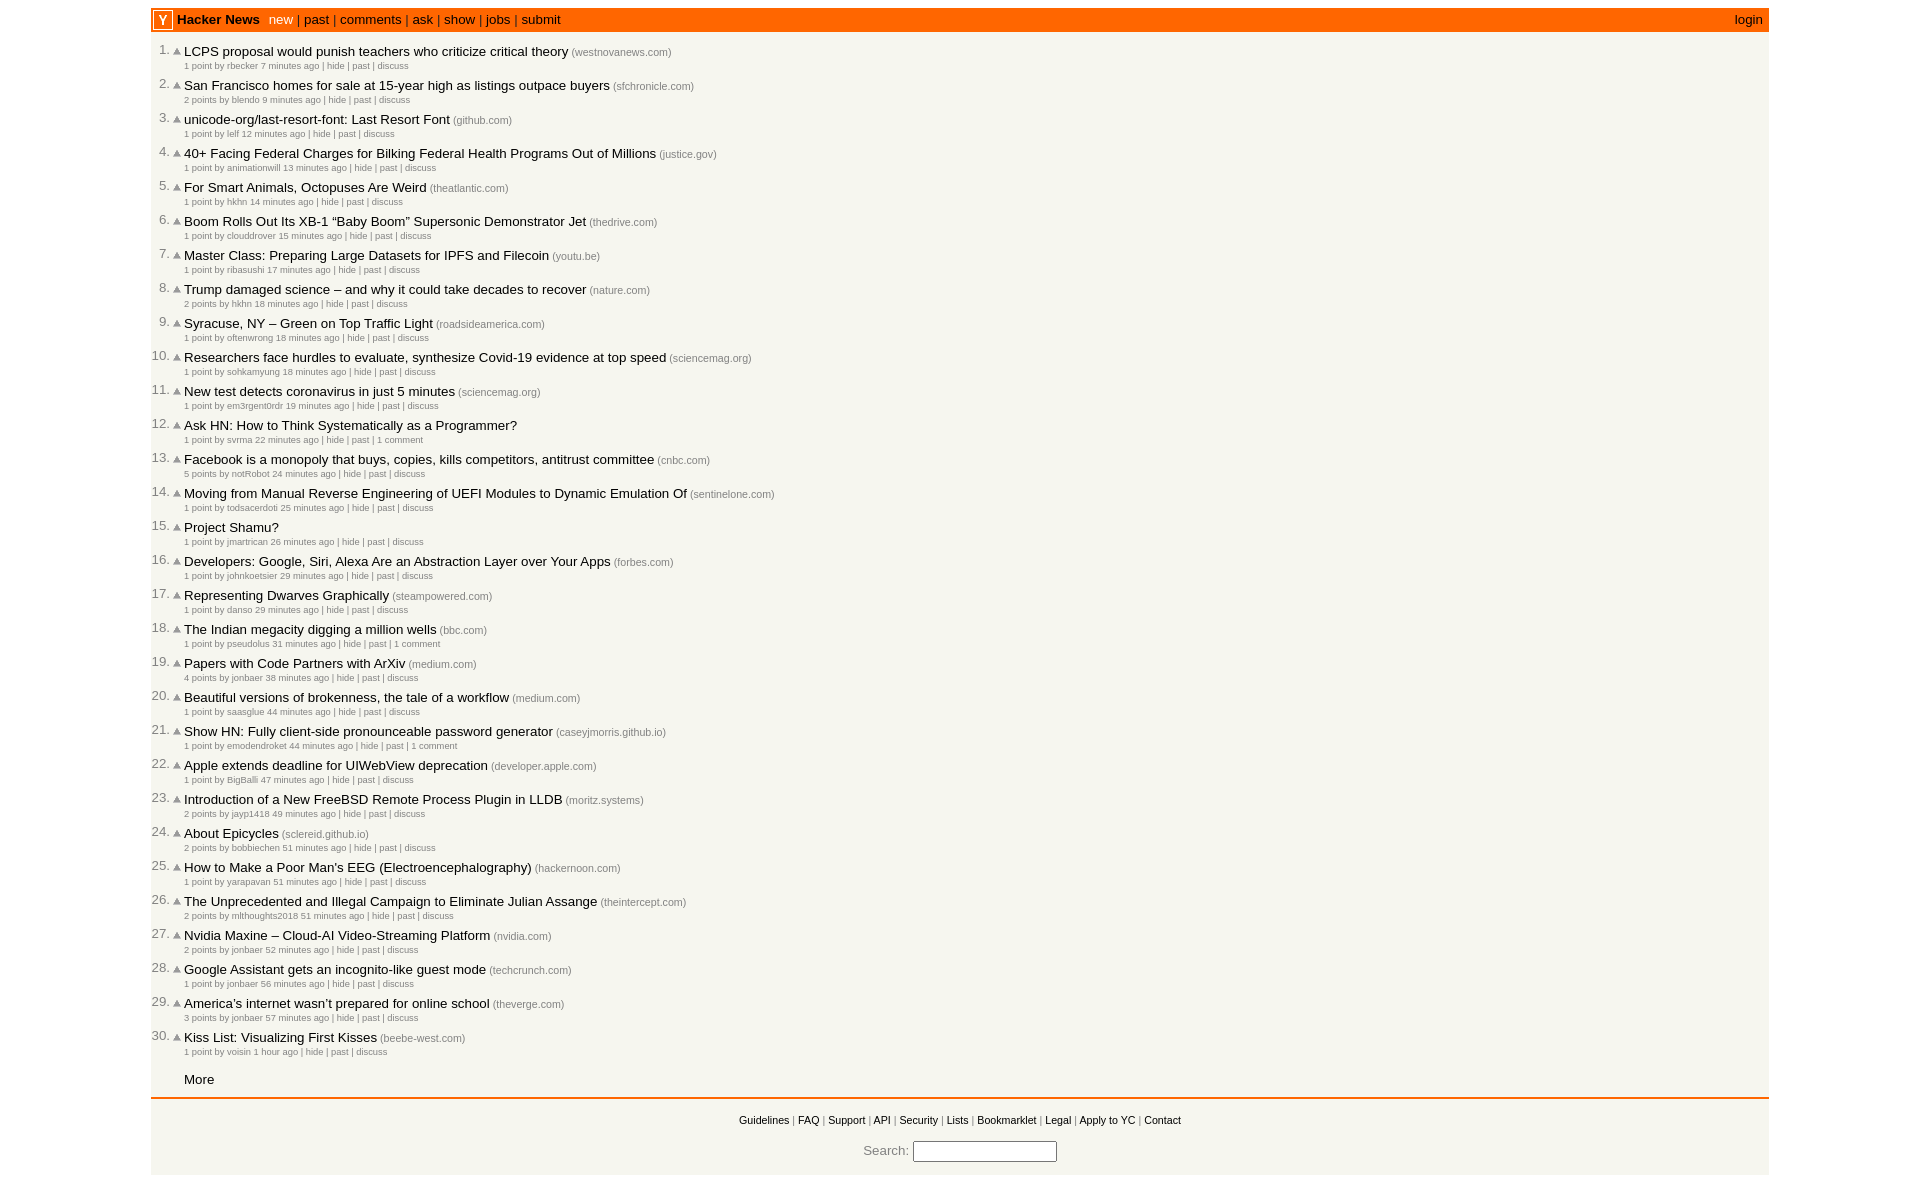 Y Hacker News new | past | comments | ask | show | jobs | submit login
1. LCPS proposal would punish teachers who criticize critical theory (westnovanews.com)
1 point by rbecker 7 minutes ago | hide | past | discuss
2. San Francisco homes for sale at 15-year high as listings outpace buyers (sfchronicle.com)
2 points by blendo 9 minutes ago | hide | past | discuss
3. unicode-org/last-resort-font: Last Resort Font (github.com)
1 point by lelf 12 minutes ago | hide | past | discuss
4. 40+ Facing Federal Charges for Bilking Federal Health Programs Out of Millions (justice.gov)
1 point by animationwill 13 minutes ago | hide | past | discuss
5. For Smart Animals, Octopuses Are Weird (theatlantic.com)
1 point by hkhn 14 minutes ago | hide | past | discuss
6. Boom Rolls Out Its XB-1 “Baby Boom” Supersonic Demonstrator Jet (thedrive.com)
1 point by clouddrover 15 minutes ago | hide | past | discuss
7. Master Class: Preparing Large Datasets for IPFS and Filecoin (youtu.be)
1 point by ribasushi 17 minutes ago | hide | past | discuss
8. Trump damaged science – and why it could take decades to recover (nature.com)
2 points by hkhn 18 minutes ago | hide | past | discuss
9. Syracuse, NY – Green on Top Traffic Light (roadsideamerica.com)
1 point by oftenwrong 18 minutes ago | hide | past | discuss
10. Researchers face hurdles to evaluate, synthesize Covid-19 evidence at top speed (sciencemag.org)
1 point by sohkamyung 18 minutes ago | hide | past | discuss
11. New test detects coronavirus in just 5 minutes (sciencemag.org)
1 point by em3rgent0rdr 19 minutes ago | hide | past | discuss
12. Ask HN: How to Think Systematically as a Programmer?
1 point by svrma 22 minutes ago | hide | past | 1 comment
13. Facebook is a monopoly that buys, copies, kills competitors, antitrust committee (cnbc.com)
5 points by notRobot 24 minutes ago | hide | past | discuss
14. Moving from Manual Reverse Engineering of UEFI Modules to Dynamic Emulation Of (sentinelone.com)
1 point by todsacerdoti 25 minutes ago | hide | past | discuss
15. Project Shamu?
1 point by jmartrican 26 minutes ago | hide | past | discuss
16. Developers: Google, Siri, Alexa Are an Abstraction Layer over Your Apps (forbes.com)
1 point by johnkoetsier 29 minutes ago | hide | past | discuss
17. Representing Dwarves Graphically (steampowered.com)
1 point by danso 29 minutes ago | hide | past | discuss
18. The Indian megacity digging a million wells (bbc.com)
1 point by pseudolus 31 minutes ago | hide | past | 1 comment
19. Papers with Code Partners with ArXiv (medium.com)
4 points by jonbaer 38 minutes ago | hide | past | discuss
20. Beautiful versions of brokenness, the tale of a workflow (medium.com)
1 point by saasglue 44 minutes ago | hide | past | discuss
21. Show HN: Fully client-side pronounceable password generator (caseyjmorris.github.io)
1 point by emodendroket 44 minutes ago | hide | past | 1 comment
22. Apple extends deadline for UIWebView deprecation (developer.apple.com)
1 point by BigBalli 47 minutes ago | hide | past | discuss
23. Introduction of a New FreeBSD Remote Process Plugin in LLDB (moritz.systems)
2 points by jayp1418 49 minutes ago | hide | past | discuss
24. About Epicycles (sclereid.github.io)
2 points by bobbiechen 51 minutes ago | hide | past | discuss
25. How to Make a Poor Man's EEG (Electroencephalography) (hackernoon.com)
1 point by yarapavan 51 minutes ago | hide | past | discuss
26. The Unprecedented and Illegal Campaign to Eliminate Julian Assange (theintercept.com)
2 points by mlthoughts2018 51 minutes ago | hide | past | discuss
27. Nvidia Maxine – Cloud-AI Video-Streaming Platform (nvidia.com)
2 points by jonbaer 52 minutes ago | hide | past | discuss
28. Google Assistant gets an incognito-like guest mode (techcrunch.com)
1 point by jonbaer 56 minutes ago | hide | past | discuss
29. America’s internet wasn’t prepared for online school (theverge.com)
3 points by jonbaer 57 minutes ago | hide | past | discuss
30. Kiss List: Visualizing First Kisses (beebe-west.com)
1 point by voisin 1 hour ago | hide | past | discuss
More
Guidelines | FAQ | Support | API | Security | Lists | Bookmarklet | Legal | Apply to YC | Contact
Search: